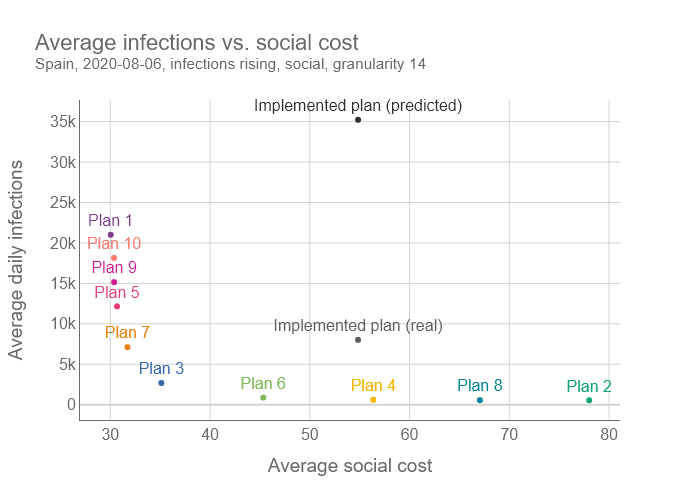 Average infections vs. social cost
Spain, 2020-08-06, infections rising, social, granularity 14
Implemented plan (predicted)
35k
30k
25k
Plan 1
20k
Plan 10
Plan 9
15k
Plan 5
10k
Implemented plan (real)
Plan 7
5k
Plan 3
Plan 6
Plan 4
Plan 8
Plan 2
0
30
40
50
60
70
80
Average social cost
Average daily infections